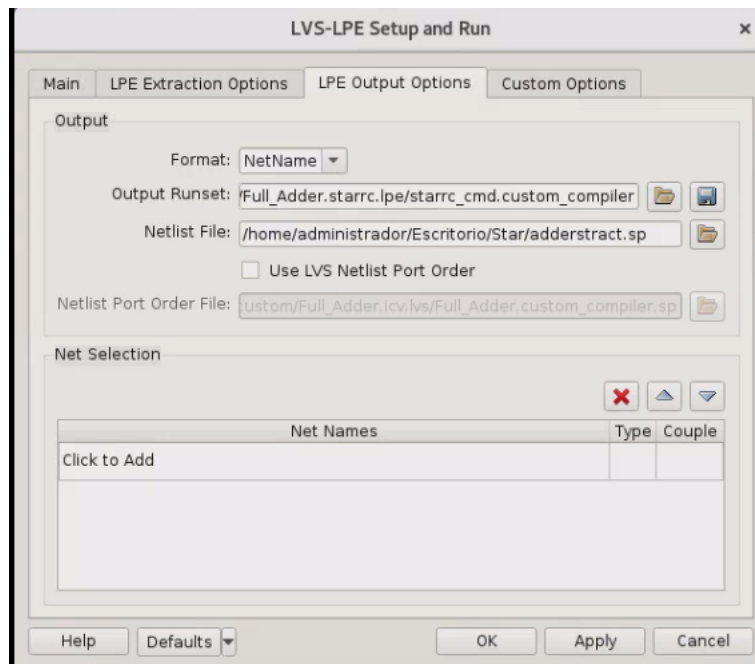 LVS-LPE Setup and Run
Main LPE Extraction Options LPE Output Options Custom Options
Output
Format: NetName
Output Runset: /Full_Adder.starrc.lpe/starrc_cmd.custom_compiler
Netlist File: /home/administrador/Escritorio/Star/adderstract.sp
Use LVS Netlist Port Order
Netlist Port Order File: :ustom/Full_Adder.icv.lvs/Full_Adder.custom_compiler.sp
Net Selection
Net Names Type Couple
Click to Add
Help Defaults OK Apply Cancel